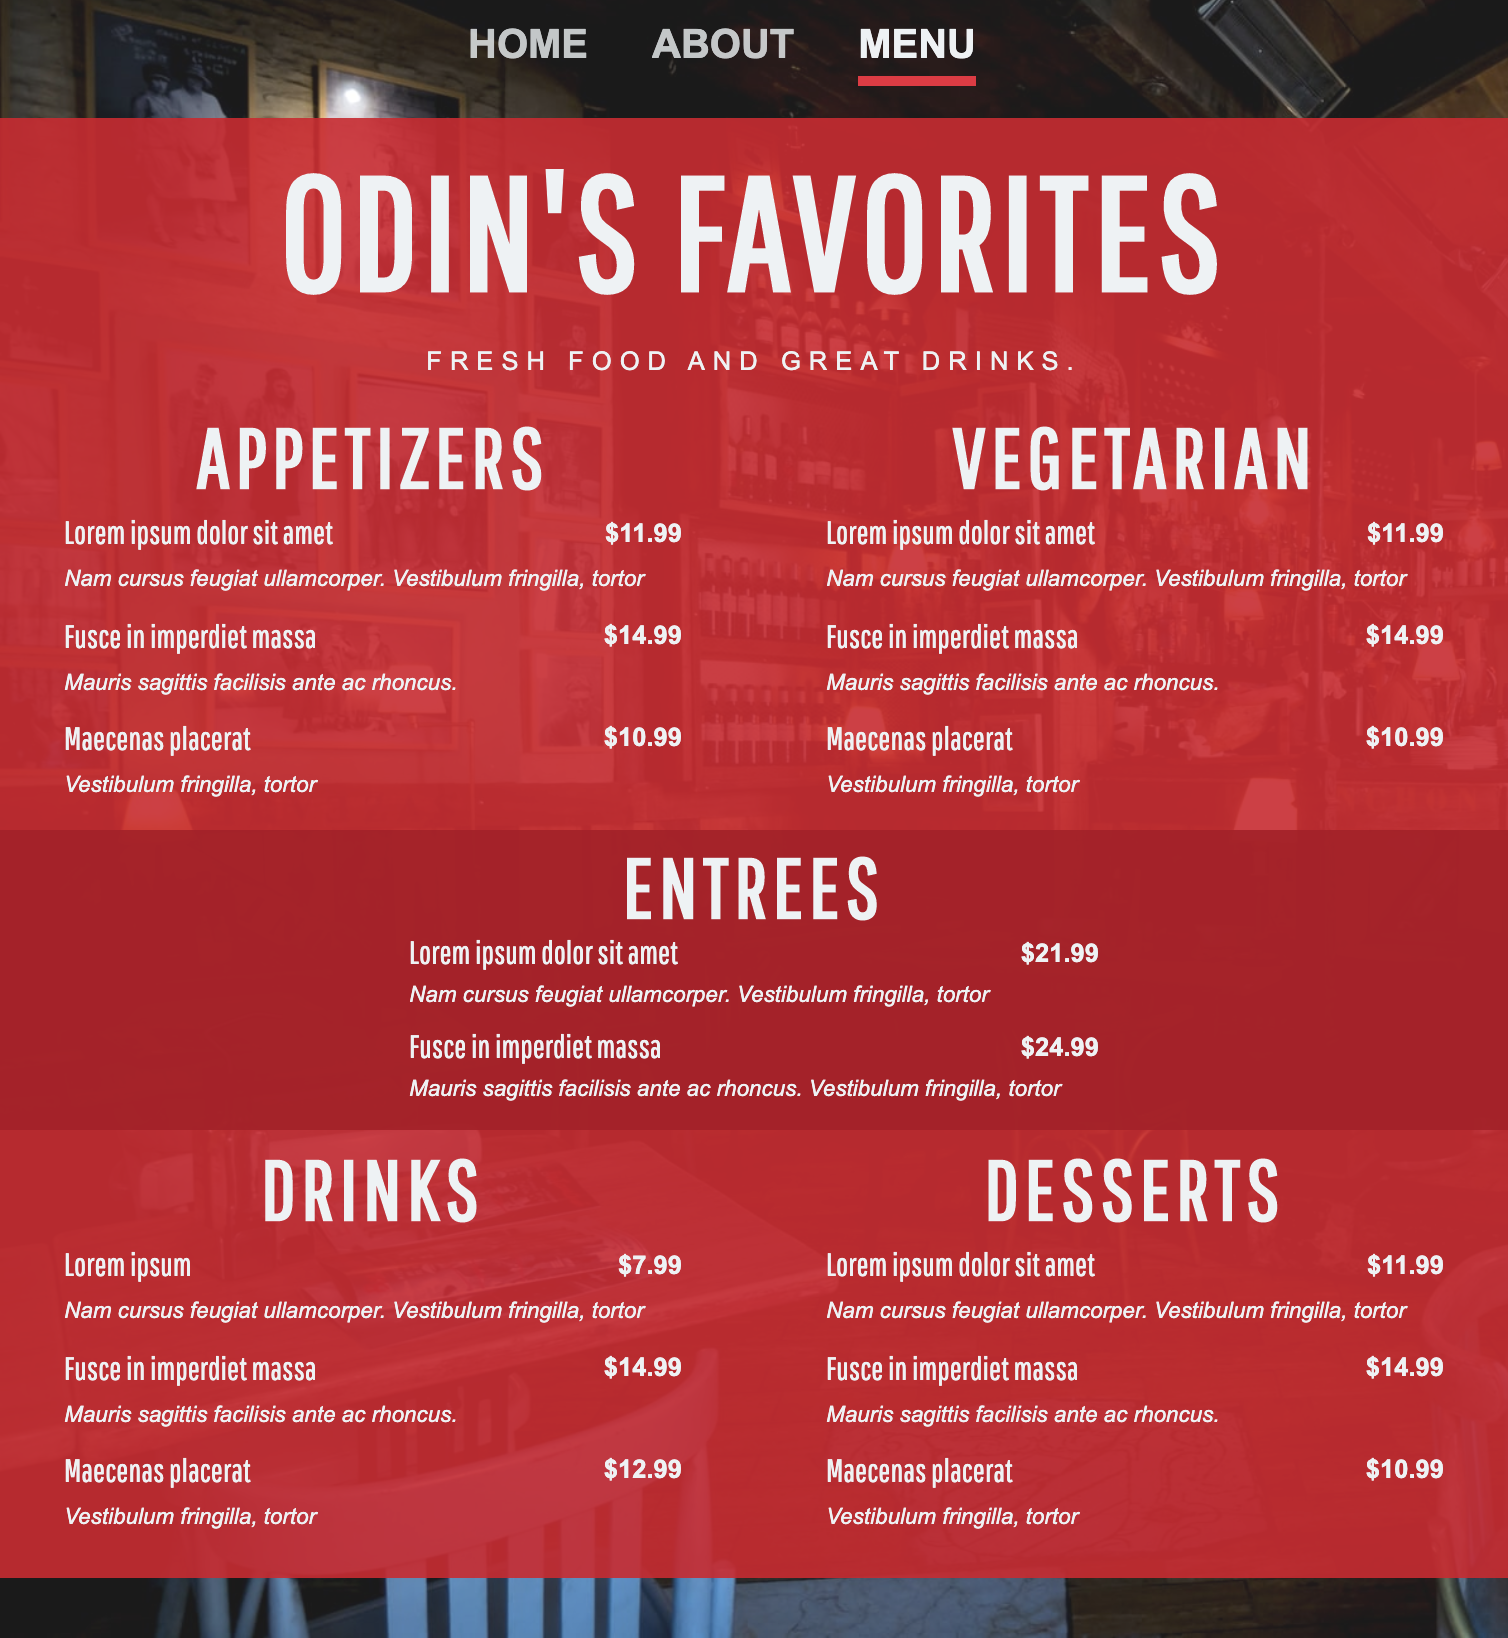 HOME ABOUT MENU
ODIN'S FAVORITES
FRESH FOOD AND GREAT DRINKS.
APPETIZERS
Lorem ipsum dolor sit amet $11.99
Nam cursus feugiat ullamcorper. Vestibulum fringilla, tortor
Fusce in imperdiet massa $14.99
Mauris sagittis facilisis ante ac rhoncus.
Maecenas placerat $10.99
Vestibulum fringilla, tortor
VEGETARIAN
Lorem ipsum dolor sit amet $11.99
Nam cursus feugiat ullamcorper. Vestibulum fringilla, tortor
Fusce in imperdiet massa $14.99
Mauris sagittis facilisis ante ac rhoncus.
Maecenas placerat $10.99
Vestibulum fringilla, tortor
ENTREES
Lorem ipsum dolor sit amet $21.99
Nam cursus feugiat ullamcorper. Vestibulum fringilla, tortor
Fusce in imperdiet massa $24.99
Mauris sagittis facilisis ante ac rhoncus. Vestibulum fringilla, tortor
DRINKS
Lorem ipsum $7.99
Nam cursus feugiat ullamcorper. Vestibulum fringilla, tortor
Fusce in imperdiet massa $14.99
Mauris sagittis facilisis ante ac rhoncus.
Maecenas placerat $12.99
Vestibulum fringilla, tortor
DESSERTS
Lorem ipsum dolor sit amet $11.99
Nam cursus feugiat ullamcorper. Vestibulum fringilla, tortor
Fusce in imperdiet massa $14.99
Mauris sagittis facilisis ante ac rhoncus.
Maecenas placerat $10.99
Vestibulum fringilla, tortor